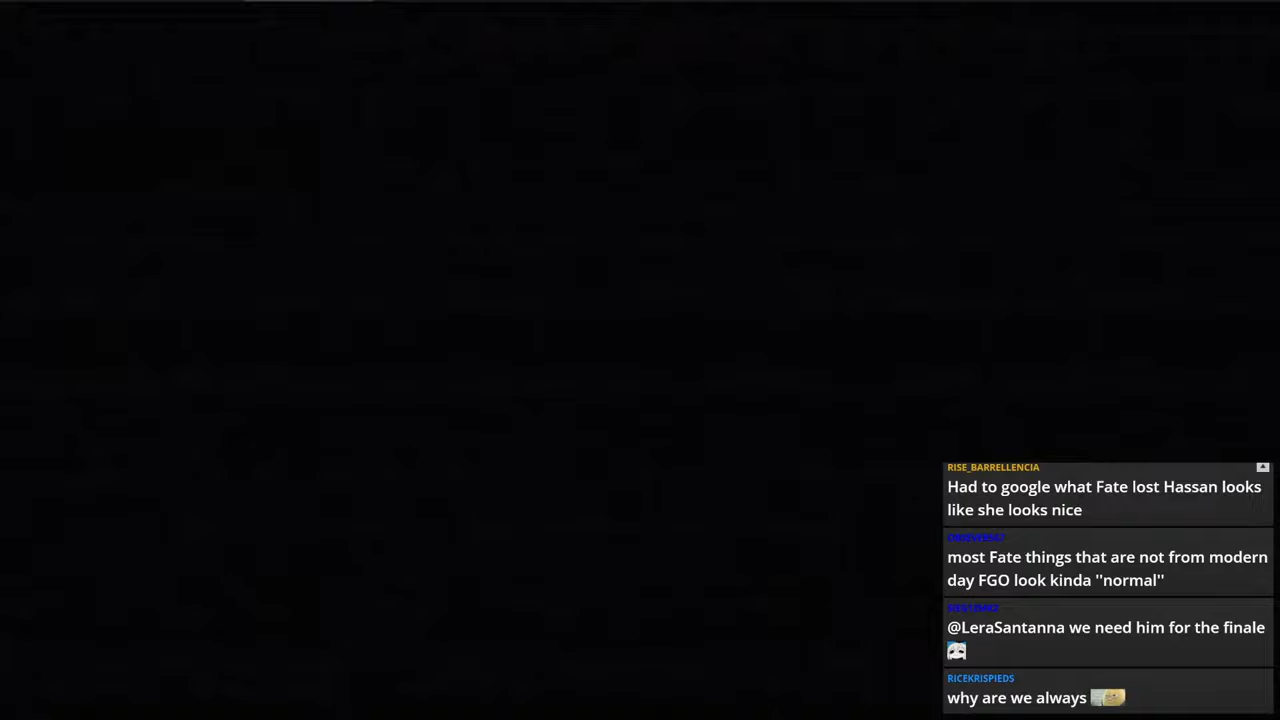 RISE_BARRELLENCIA
Had to google what Fate lost Hassan looks
like she looks nice
most Fate things that are not from modern
day FGO look kinda "normal"
@LeraSantanna we need him for the finale
RICEKRISPIEDS
why are we always